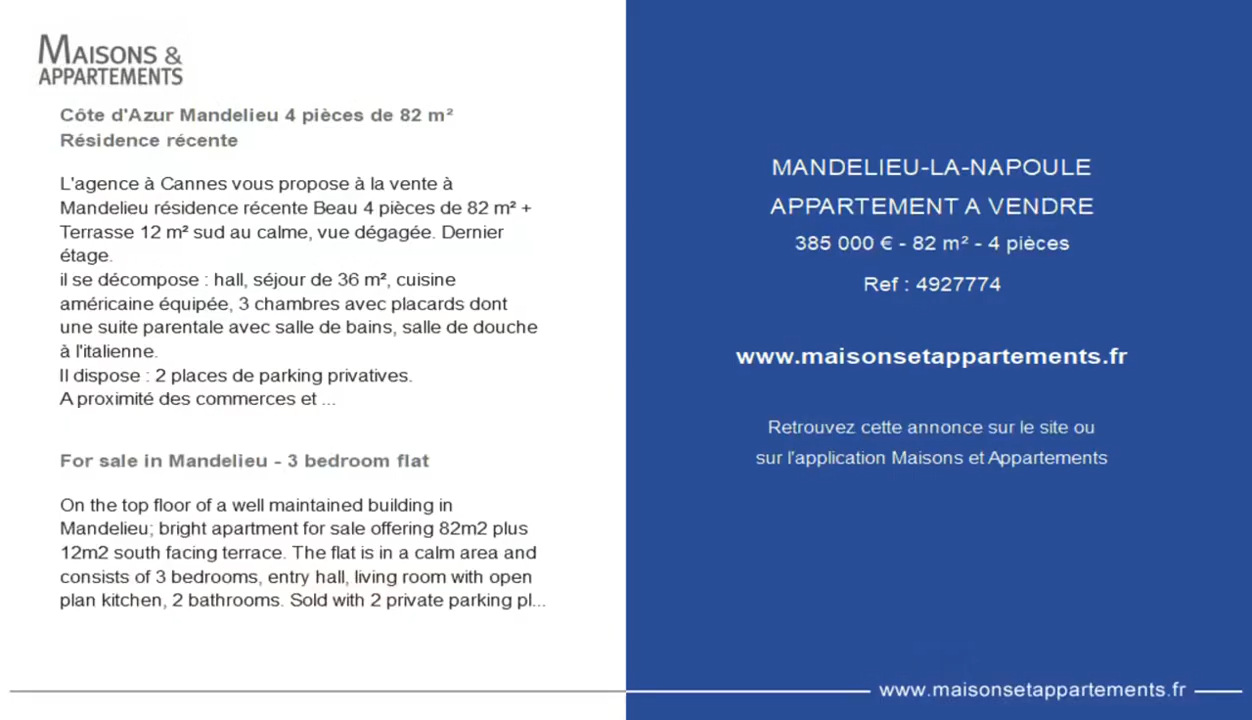 MAISONS &
APPARTEMENTS
Côte d'Azur Mandelieu 4 pièces de 82 m²
Résidence récente
L'agence à Cannes vous propose à la vente à
Mandelieu résidence récente Beau 4 pièces de 82 m² +
Terrasse 12 m² sud au calme, vue dégagée. Dernier
étage.
il se décompose : hall, séjour de 36 m², cuisine
américaine équipée, 3 chambres avec placards dont
une suite parentale avec salle de bains, salle de douche
à l'italienne.
Il dispose : 2 places de parking privatives.
A proximité des commerces et ...
For sale in Mandelieu - 3 bedroom flat
On the top floor of a well maintained building in
Mandelieu; bright apartment for sale offering 82m2 plus
12m2 south facing terrace. The flat is in a calm area and
consists of 3 bedrooms, entry hall, living room with open
plan kitchen, 2 bathrooms. Sold with 2 private parking pl...
MANDELIEU-LA-NAPOULE
APPARTEMENT A VENDRE
385 000 € - 82 m² - 4 pièces
Ref : 4927774
www.maisonsetappartements.fr
Retrouvez cette annonce sur le site ou
sur l'application Maisons et Appartements
www.maisonsetappartements.fr